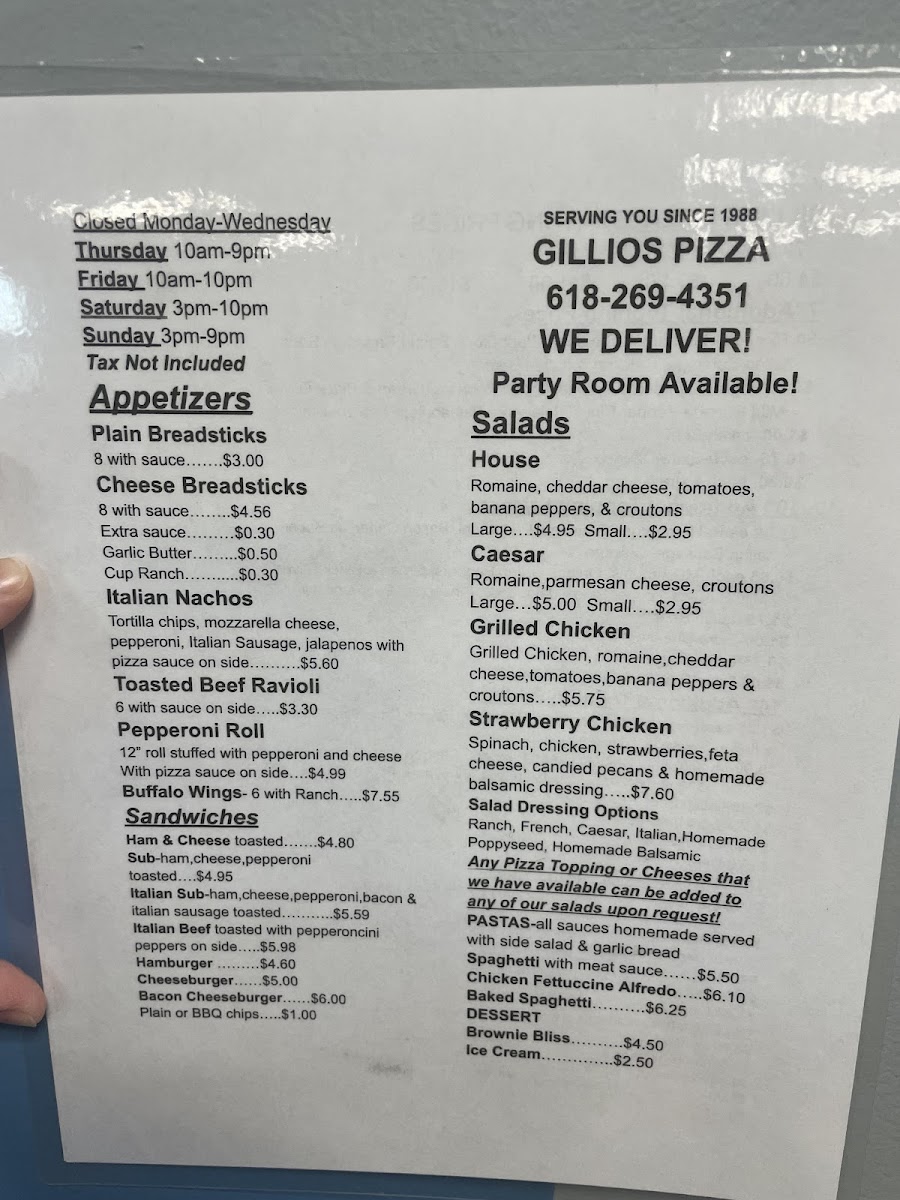 Closed Monday-Wednesday
Thursday 10am-9pm
Friday 10am-10pm
Saturday 3pm-10pm
Sunday 3pm-9pm
Tax Not Included
Appetizers
Plain Breadsticks
8 with sauce.......$3.00
Cheese Breadsticks
8 with sauce........$4.56
Extra sauce.........$0.30
Garlic Butter.........$0.50
Cup Ranch..........$0.30
Italian Nachos
Tortilla chips, mozzarella cheese,
pepperoni, Italian Sausage, jalapenos with
pizza sauce on side..........$5.60
Toasted Beef Ravioli
6 with sauce on side.....$3.30
Pepperoni Roll
12” roll stuffed with pepperoni and cheese
With pizza sauce on side....$4.99
Buffalo Wings- 6 with Ranch.....$7.55
Sandwiches
Ham & Cheese toasted.......$4.80
Sub-ham,cheese,pepperoni
toasted....$4.95
Italian Sub-ham,cheese,pepperoni,bacon &
italian sausage toasted...........$5.59
Italian Beef toasted with pepperoncini
peppers on side.....$5.98
Hamburger .........$4.60
Cheeseburger......$5.00
Bacon Cheeseburger......$6.00
Plain or BBQ chips.....$1.00
SERVING YOU SINCE 1988
GILLIOS PIZZA
618-269-4351
WE DELIVER!
Party Room Available!
Salads
House
Romaine, cheddar cheese, tomatoes,
banana peppers, & croutons
Large....$4.95 Small....$2.95
Caesar
Romaine,parmesan cheese, croutons
Large...$5.00 Small....$2.95
Grilled Chicken
Grilled Chicken, romaine,cheddar
cheese,tomatoes,banana peppers &
croutons.....$5.75
Strawberry Chicken
Spinach, chicken, strawberries,feta
cheese, candied pecans & homemade
balsamic dressing.....$7.60
Salad Dressing Options
Ranch, French, Caesar, Italian,Homemade
Poppyseed, Homemade Balsamic
Any Pizza Topping or Cheeses that
we have available can be added to
any of our salads upon request!
PASTAS-all sauces homemade served
with side salad & garlic bread
Spaghetti with meat sauce......$5.50
Chicken Fettuccine Alfredo.....$6.10
Baked Spaghetti..........$6.25
DESSERT
Brownie Bliss..........$4.50
Ice Cream..............$2.50